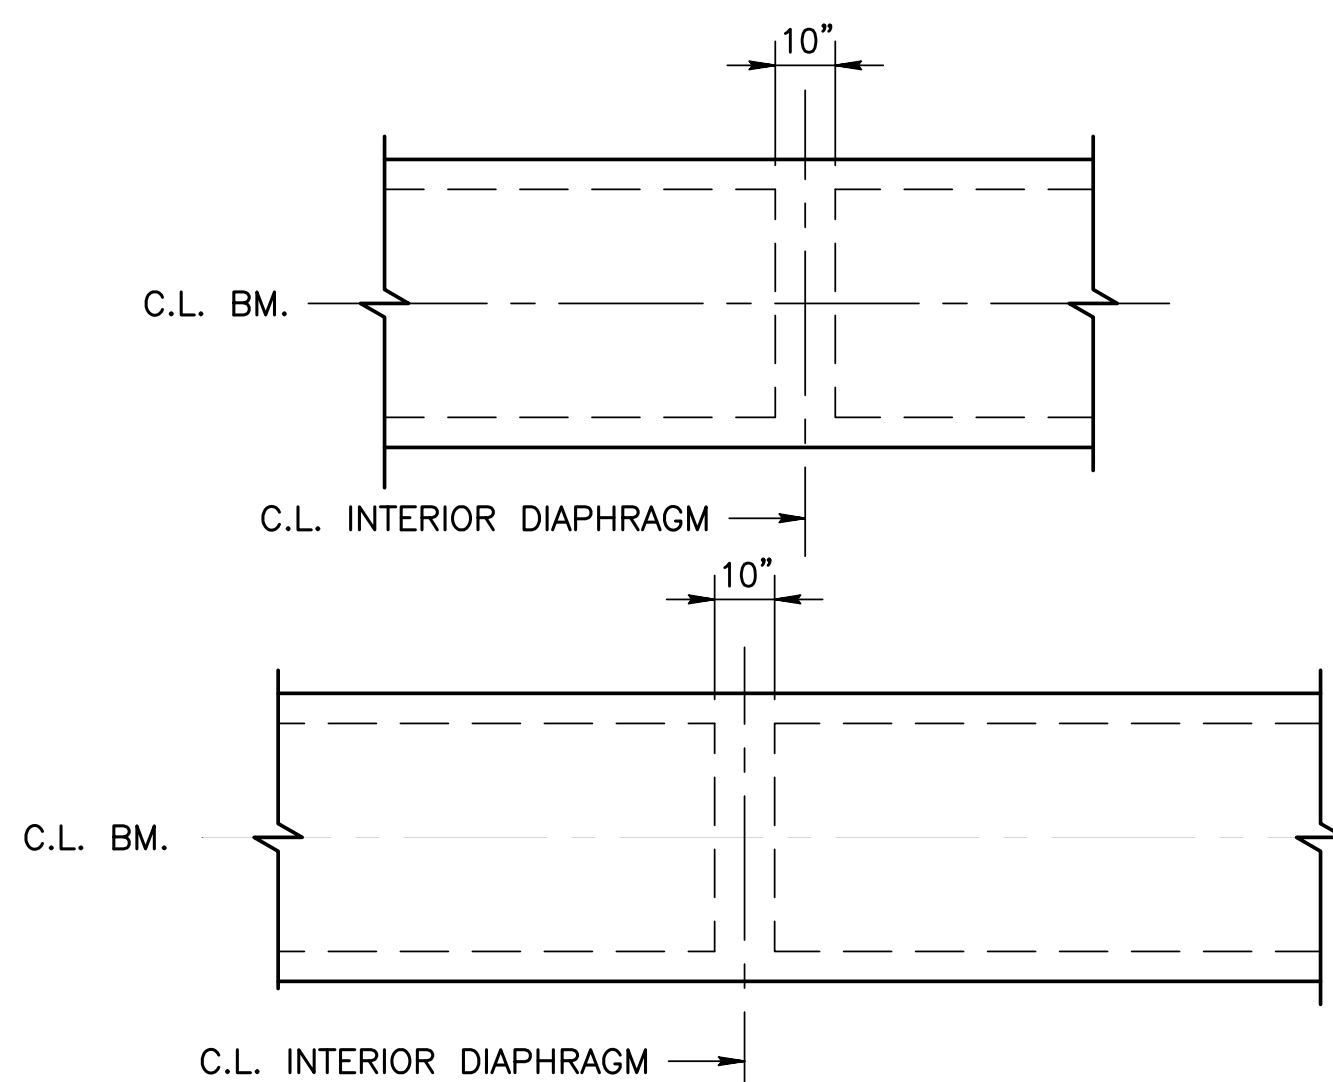 10”
C.L. BM.
C.L. INTERIOR DIAPHRAGM
10”
C.L. BM.
C.L. INTERIOR DIAPHRAGM